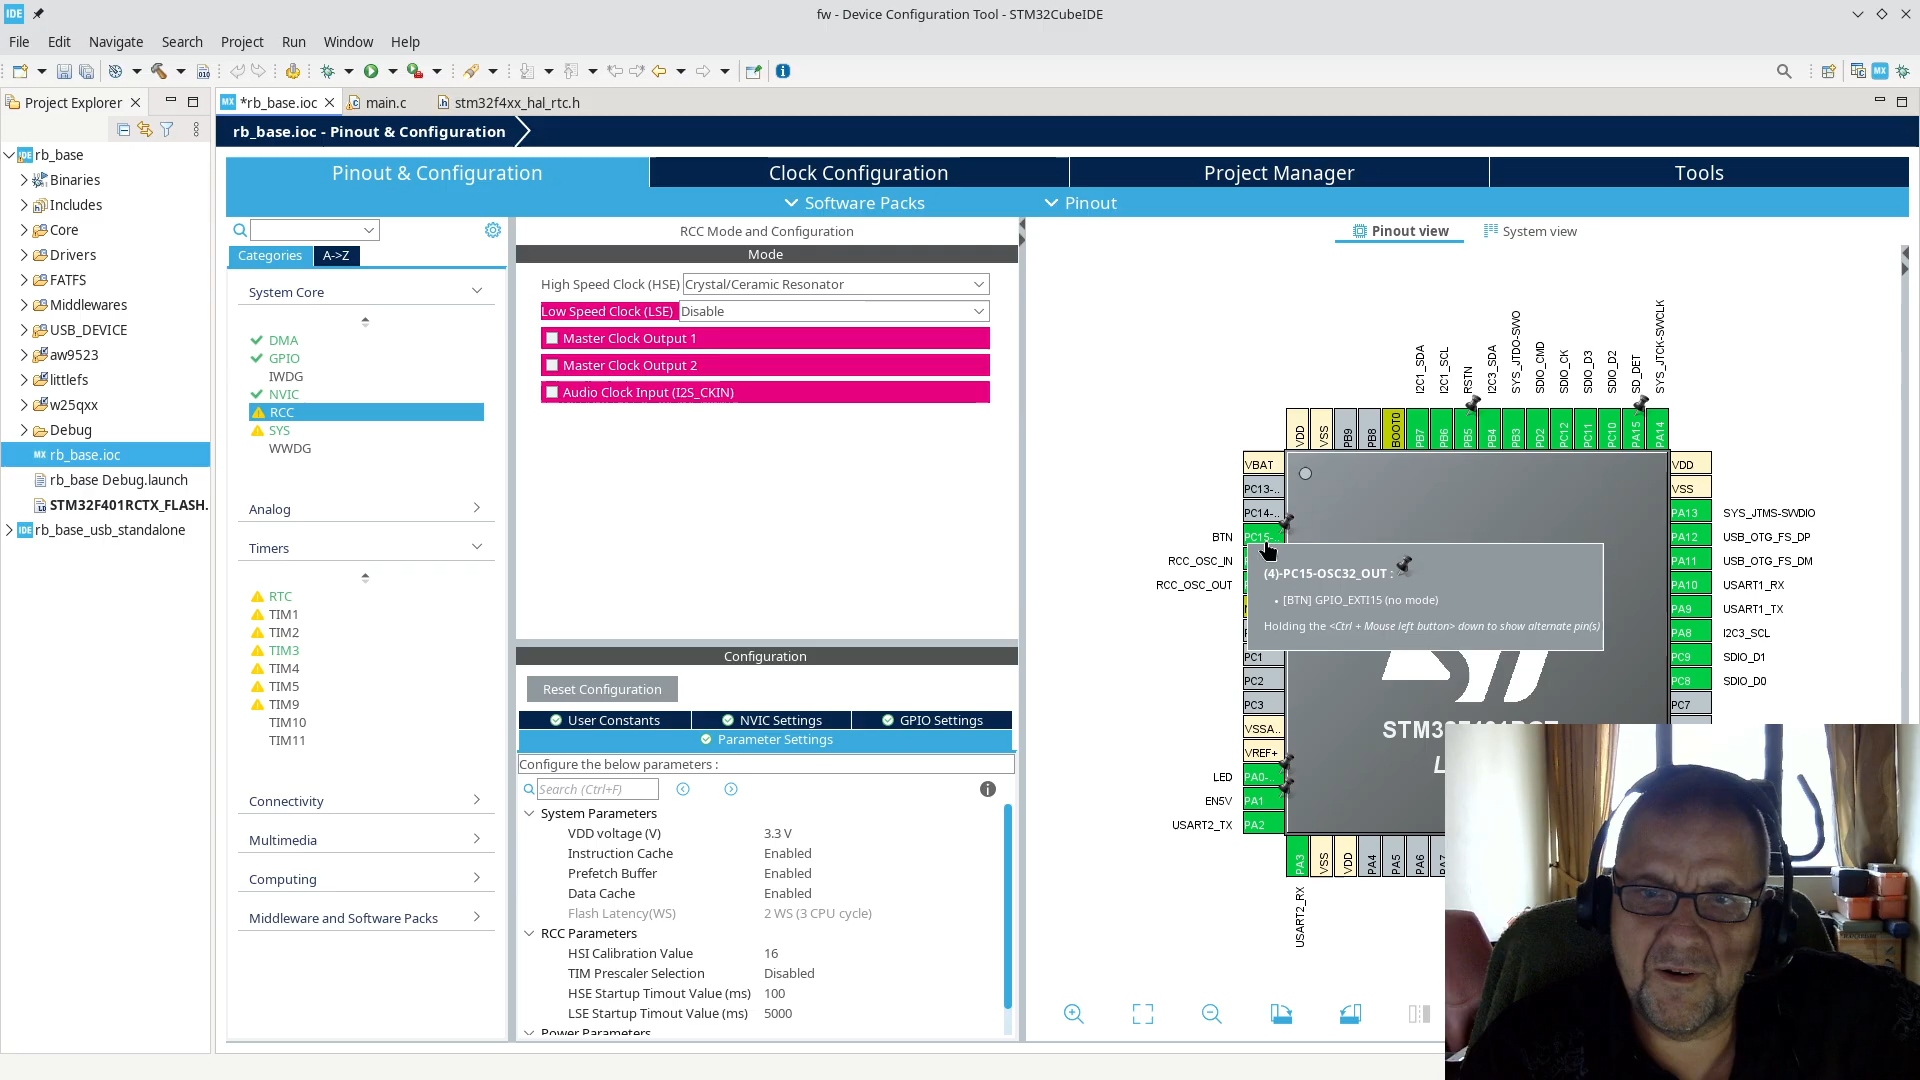 IDE
fw - Device Configuration Tool - STM32CubeIDE
File Edit Navigate Search Project Run Window Help
Project Explorer
*rb_base.ioc
main.c
stm32f4xx_hal_rtc.h
rb_base.ioc - Pinout & Configuration
rb_base
Binaries
Includes
Core
Drivers
FATFS
Middlewares
USB_DEVICE
aw9523
littlefs
w25qxx
Debug
MX rb_base.ioc
rb_base Debug.launch
STM32F401RCTX_FLASH.
rb_base_usb_standalone
Pinout & Configuration
Clock Configuration
Project Manager
Tools
Software Packs
Pinout
Categories
A->Z
System Core
DMA
GPIO
IWDG
NVIC
RCC
SYS
WWDG
Analog
Timers
RTC
TIM1
TIM2
TIM3
TIM4
TIM5
TIM9
TIM10
TIM11
Connectivity
Multimedia
Computing
Middleware and Software Packs
RCC Mode and Configuration
Mode
High Speed Clock (HSE) Crystal/Ceramic Resonator
Low Speed Clock (LSE) Disable
Master Clock Output 1
Master Clock Output 2
Audio Clock Input (I2S_CKIN)
Configuration
Reset Configuration
User Constants
NVIC Settings
GPIO Settings
Parameter Settings
Configure the below parameters :
Search (Ctrl+F)
System Parameters
VDD voltage (V) 3.3 V
Instruction Cache Enabled
Prefetch Buffer Enabled
Data Cache Enabled
Flash Latency(WS) 2 WS (3 CPU cycle)
RCC Parameters
HSI Calibration Value 16
TIM Prescaler Selection Disabled
HSE Startup Timout Value (ms) 100
LSE Startup Timout Value (ms) 5000
Power Parameters
Pinout view
System view
I2C1_SDA
I2C1_SCL
RSTN
I2C3_SDA
SYS_JTDO-SWO
SDIO_CMD
SDIO_CK
SDIO_D3
SDIO_D2
SD_DET
SYS_JTCK-SWCLK
VDD
VSS
PB9
PB8
BOOT0
PB7
PB6
PB5
PB4
PB3
PD2
PC12
PC11
PC10
PA15
PA14
VBAT
PC13-..
PC14-..
BTN PC15-..
RCC_OSC_IN
RCC_OSC_OUT
(4)-PC15-OSC32_OUT :
• [BTN] GPIO_EXTI15 (no mode)
Holding the <Ctrl + Mouse left button> down to show alternate pin(s)
PC1
PC2
PC3
VSSA..
VREF+
LED PA0-..
EN5V PA1
USART2_TX PA2
VDD
VSS
PA13 SYS_JTMS-SWDIO
PA12 USB_OTG_FS_DP
PA11 USB_OTG_FS_DM
PA10 USART1_RX
PA9 USART1_TX
PA8 I2C3_SCL
PC9 SDIO_D1
PC8 SDIO_D0
PC7
PA3
VSS
VDD
PA4
PA5
PA6
USART2_RX